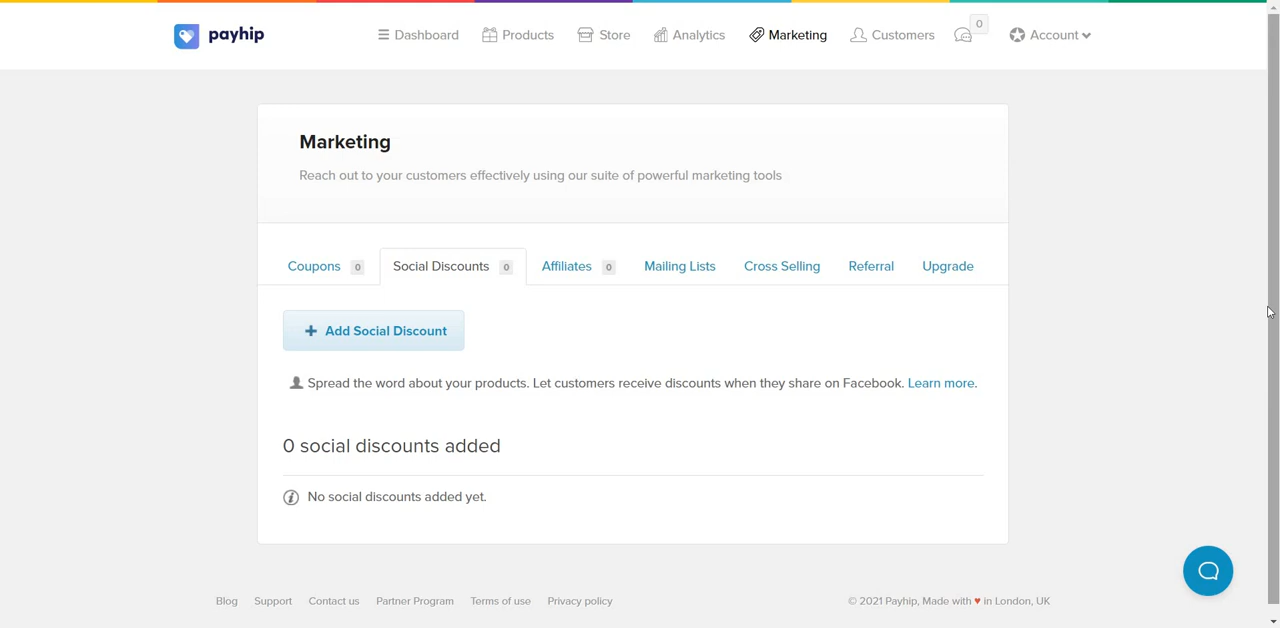 payhip
Dashboard Products Store Analytics Marketing Customers 0 Account
Marketing
Reach out to your customers effectively using our suite of powerful marketing tools
Coupons 0 Social Discounts 0 Affiliates 0 Mailing Lists Cross Selling Referral Upgrade
+ Add Social Discount
Spread the word about your products. Let customers receive discounts when they share on Facebook. Learn more.
0 social discounts added
i No social discounts added yet.
Blog Support Contact us Partner Program Terms of use Privacy policy © 2021 Payhip, Made with ♥ in London, UK